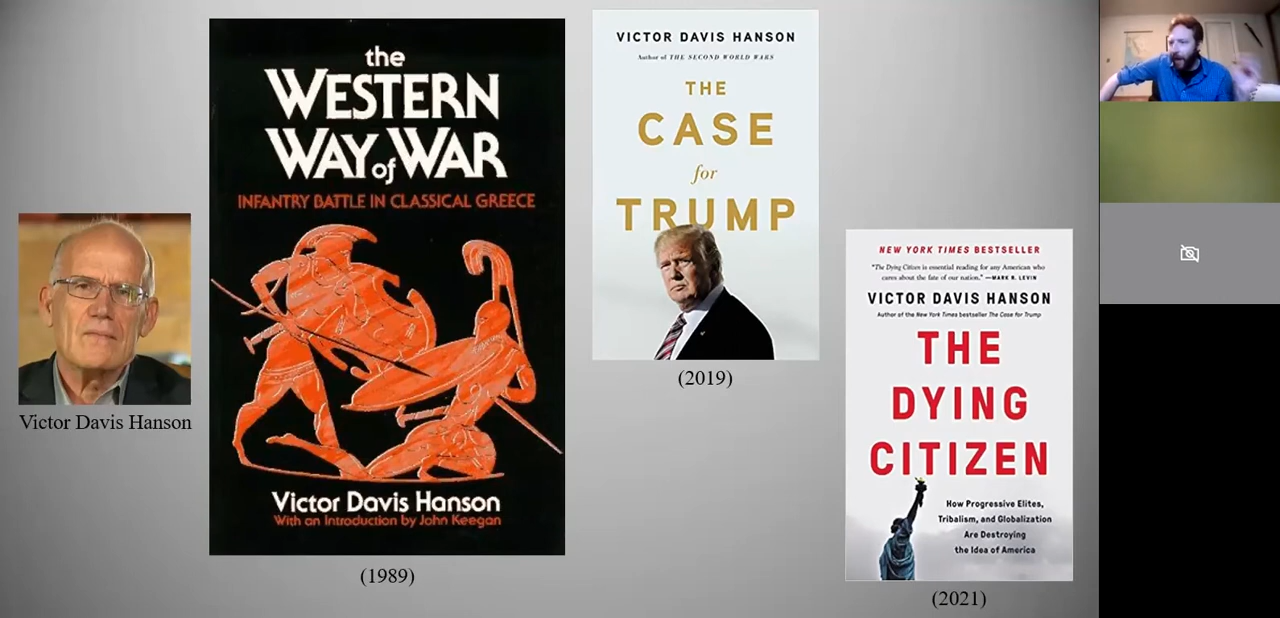 Victor Davis Hanson
the
WESTERN
WAY of WAR
INFANTRY BATTLE IN CLASSICAL GREECE
Victor Davis Hanson
With an Introduction by John Keegan
(1989)
VICTOR DAVIS HANSON
Author of THE SECOND WORLD WARS
THE
CASE
for
TRUMP
(2019)
NEW YORK TIMES BESTSELLER
"The Dying Citizen is essential reading for any American who
cares about the fate of our nation." —MARK R. LEVIN
VICTOR DAVIS HANSON
Author of the New York Times bestseller The Case for Trump
THE
DYING
CITIZEN
How Progressive Elites,
Tribalism, and Globalization
Are Destroying
the Idea of America
(2021)